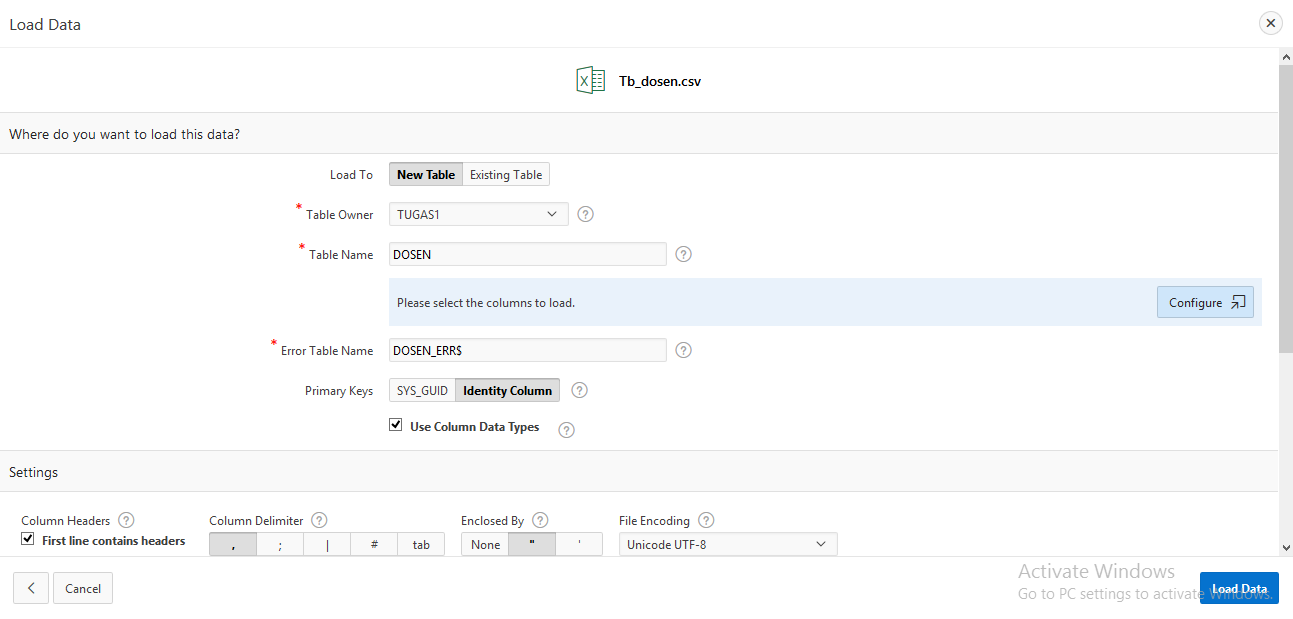 Load Data
Tb_dosen.csv
Where do you want to load this data?
Load To New Table Existing Table
* Table Owner TUGAS1 ?
* Table Name DOSEN ?
Please select the columns to load. Configure
* Error Table Name DOSEN_ERR$ ?
Primary Keys SYS_GUID Identity Column ?
Use Column Data Types ?
Settings
Column Headers ? Column Delimiter ? Enclosed By ? File Encoding ?
First line contains headers , ; | # tab None " ' Unicode UTF-8
Activate Windows
Go to PC settings to activate Windows.
Cancel Load Data